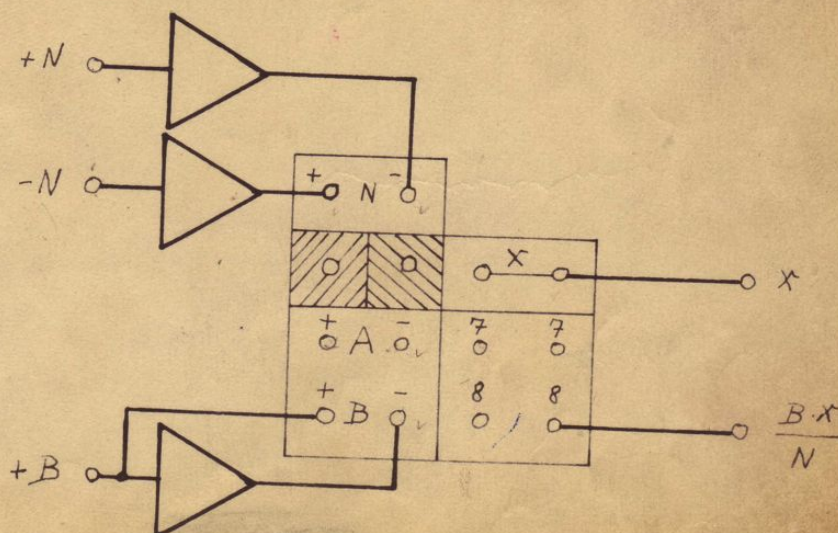 +N
-N
+ N -
X
X
+ A -
7 7
+ B -
8 8
+B
B·X
N